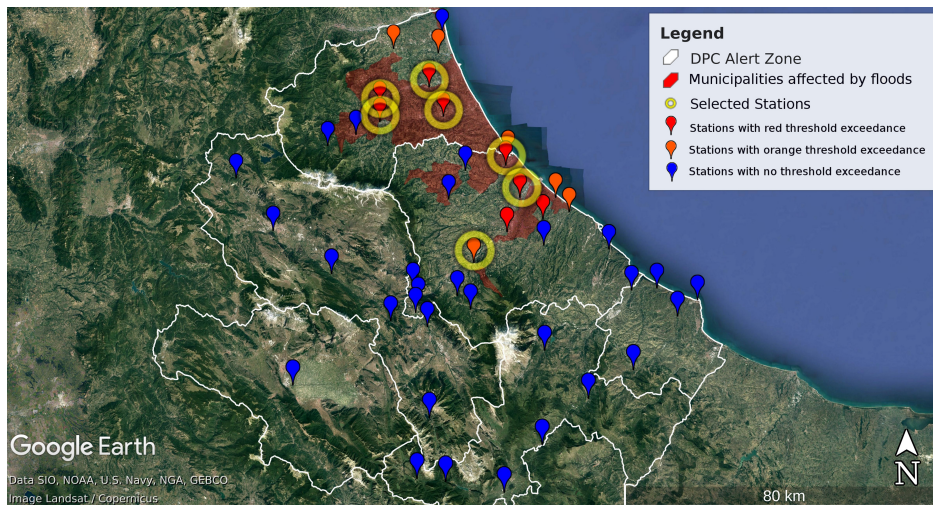 Legend
DPC Alert Zone
Municipalities affected by floods
Selected Stations
Stations with red threshold exceedance
Stations with orange threshold exceedance
Stations with no threshold exceedance
Google Earth
Data SIO, NOAA, U.S. Navy, NGA, GEBCO
Image Landsat / Copernicus
N
80 km